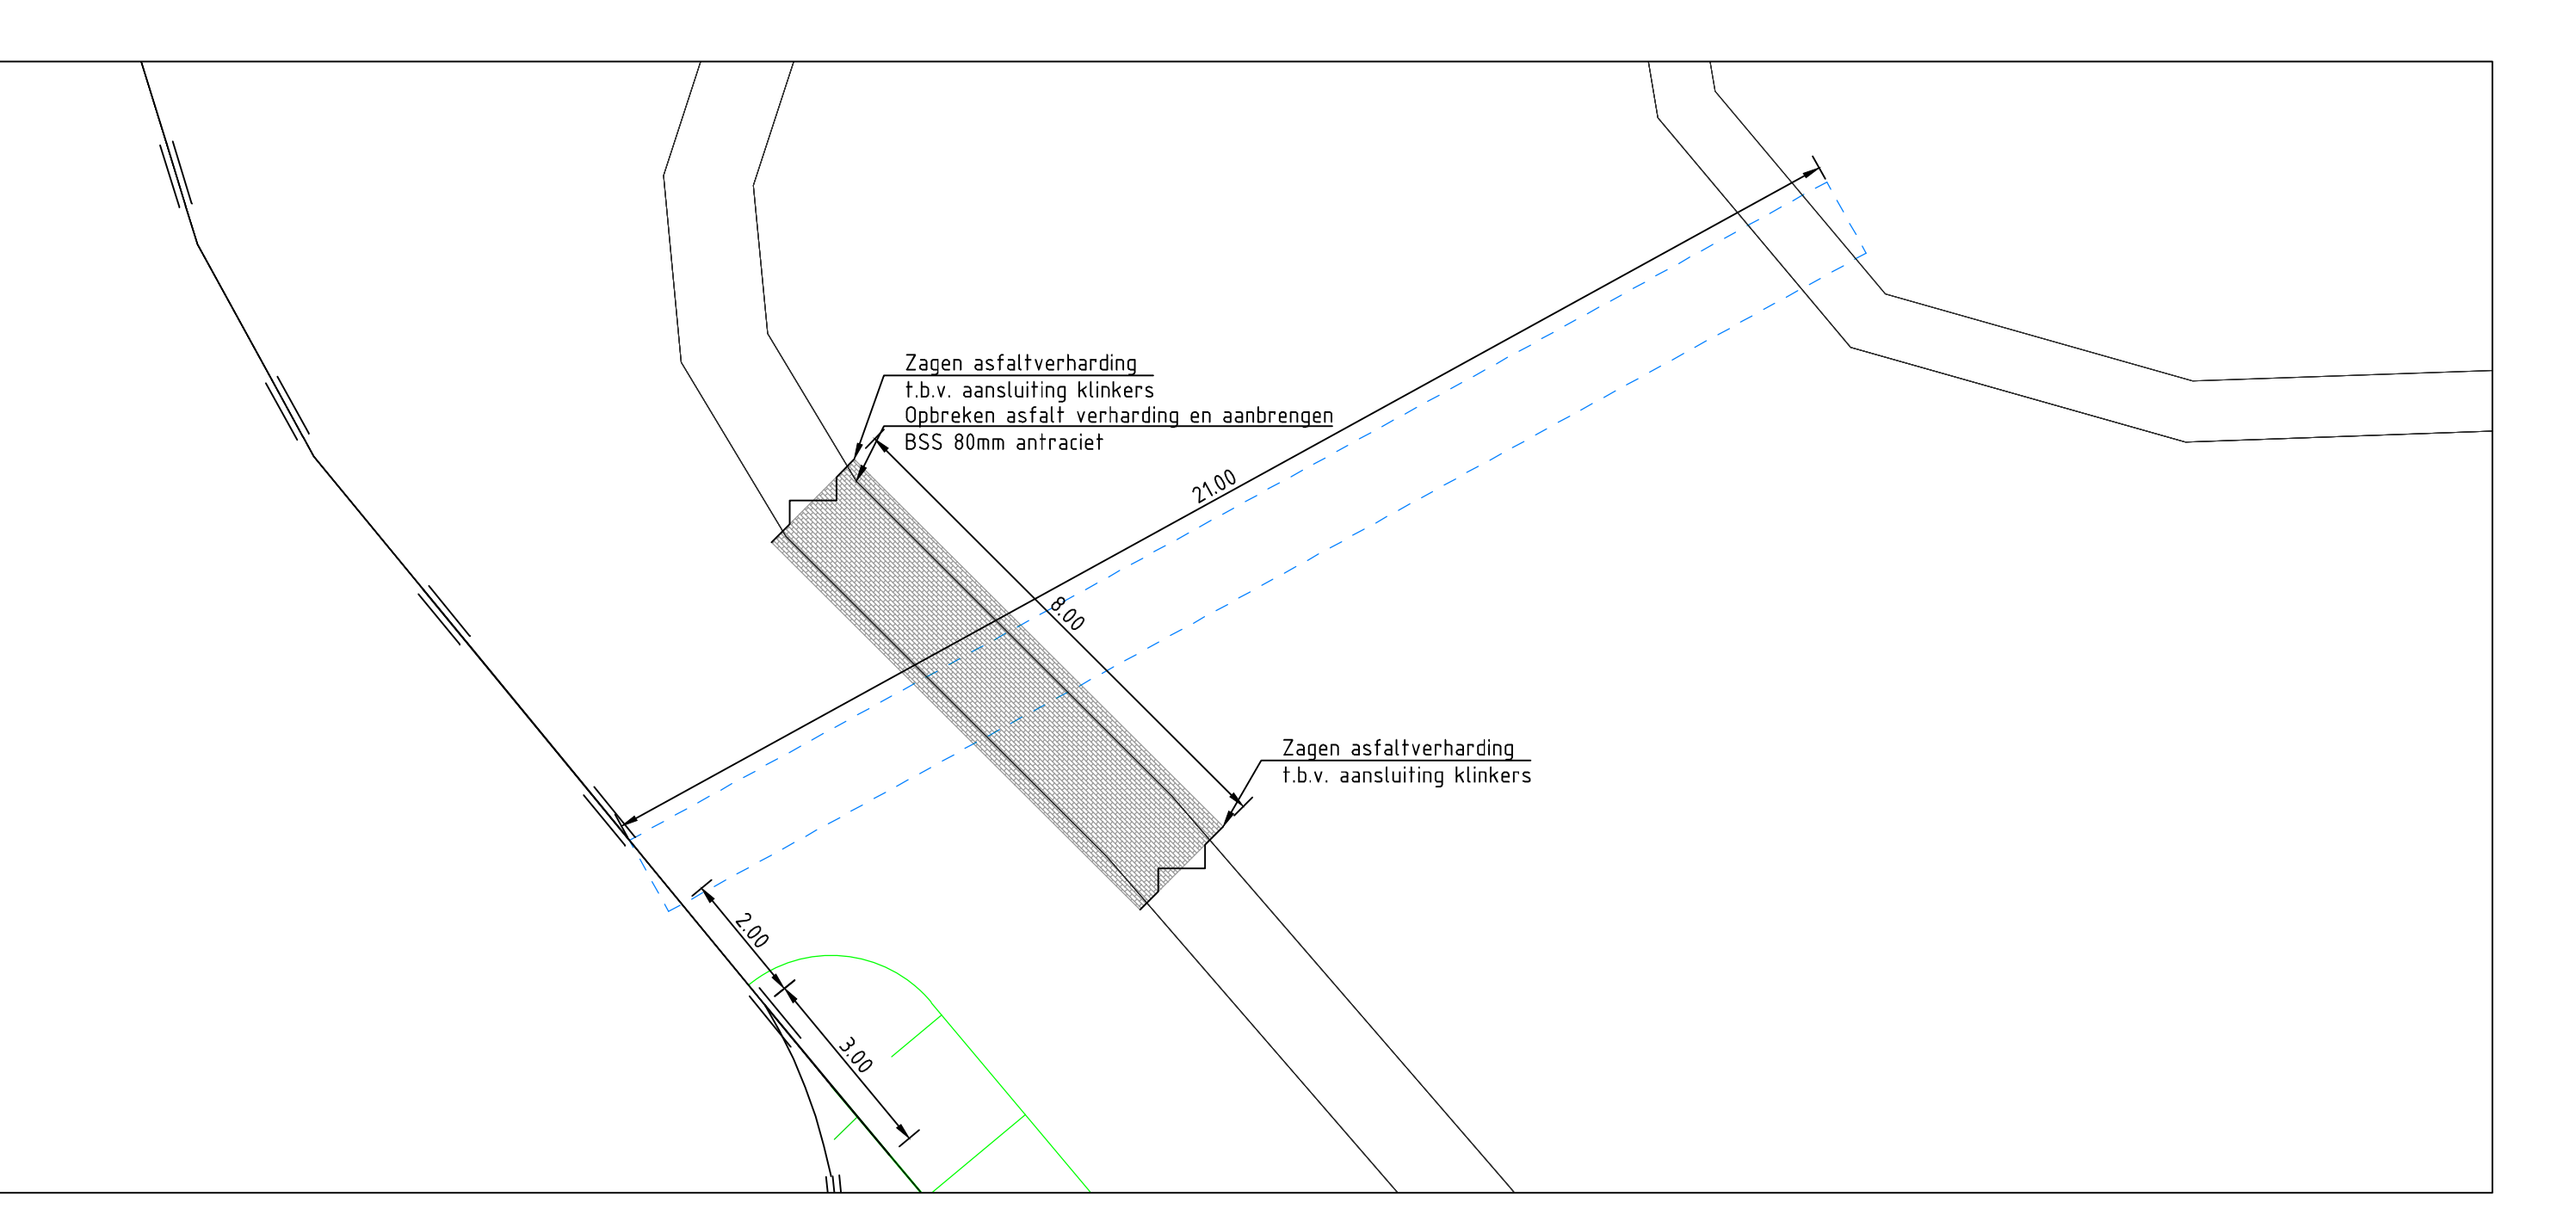 Zagen asfaltverharding
t.b.v. aansluiting klinkers
Opbreken asfalt verharding en aanbrengen
BSS 80mm antraciet
21.00
8.00
Zagen asfaltverharding
t.b.v. aansluiting klinkers
2.00
3.00